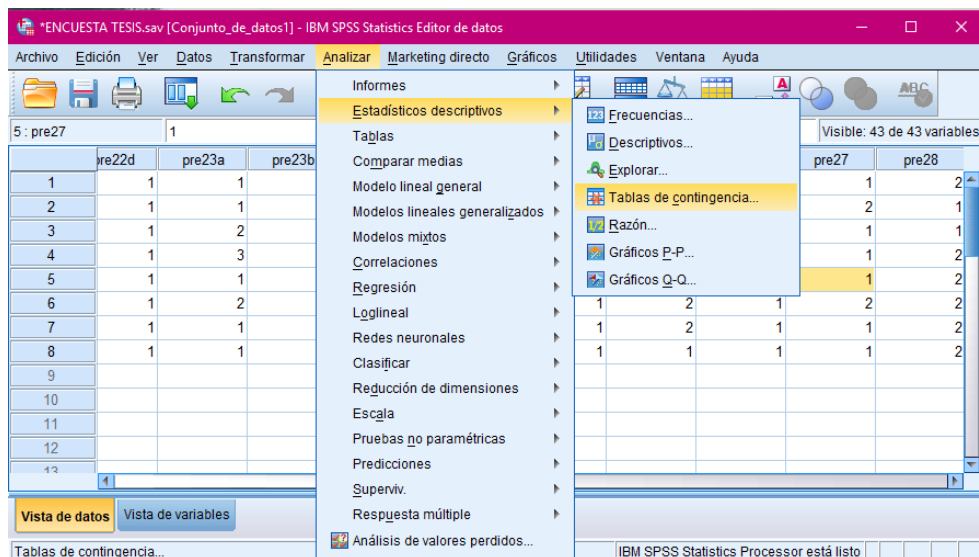 *ENCUESTA TESIS.sav [Conjunto_de_datos1] - IBM SPSS Statistics Editor de datos
Archivo Edición Ver Datos Transformar Analizar Marketing directo Gráficos Utilidades Ventana Ayuda
5 : pre27 1 Visible: 43 de 43 variables
pre22d pre23a pre23b pre27 pre28
1 1 1 1 2
2 1 1 2 1
3 1 2 1 1
4 1 3 1 2
5 1 1 1 2
6 1 2 1 2 1 2 2
7 1 1 1 2 1 1 2
8 1 1 1 1 1 1 2
9
10
11
12
13
Informes
Estadísticos descriptivos
Tablas
Comparar medias
Modelo lineal general
Modelos lineales generalizados
Modelos mixtos
Correlaciones
Regresión
Loglineal
Redes neuronales
Clasificar
Reducción de dimensiones
Escala
Pruebas no paramétricas
Predicciones
Superviv.
Respuesta múltiple
Análisis de valores perdidos...
123 Frecuencias...
Descriptivos...
Explorar...
Tablas de contingencia...
1/2 Razón...
Gráficos P-P...
Gráficos Q-Q...
Vista de datos Vista de variables
Tablas de contingencia... IBM SPSS Statistics Processor está listo